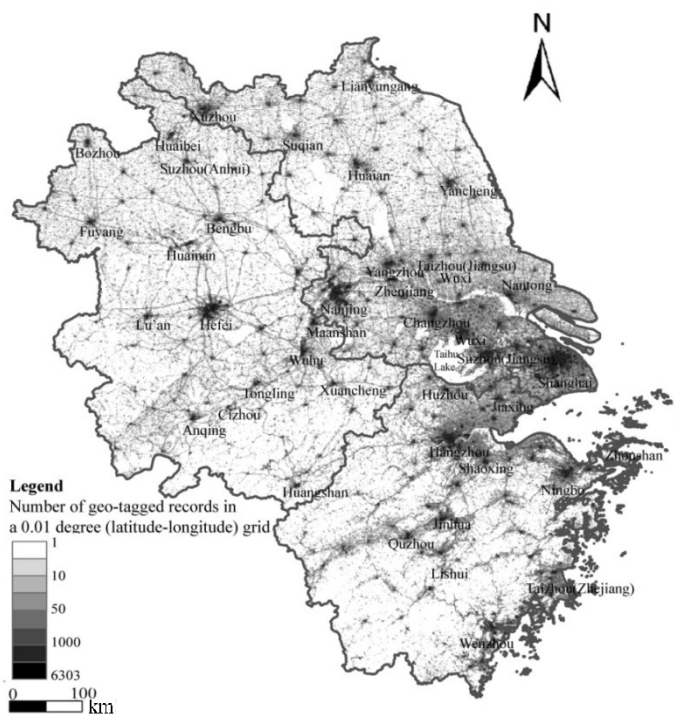 N
Lianyungang
Xuzhou
Bozhou
Huaibei
Suqian
Suzhou(Anhui)
Huaian
Yancheng
Fuyang
Bengbu
Huainan
Yangzhou
Taizhou(Jiangsu)
Wuxi
Zhenjiang
Nantong
Nanjing
Lu'an
Hefei
Maanshan
Changzhou
Wuxi
Wuhu
Taihu
Lake
Suzhou(Jiangsu)
Shanghai
Tongling
Xuancheng
Huzhou
Jiaxing
Cizhou
Anqing
Hangzhou
Shaoxing
Zhoushan
Ningbo
Huangshan
Legend
Number of geo-tagged records in
a 0.01 degree (latitude-longitude) grid
1
10
50
1000
6303
Jinhua
Quzhou
Lishui
Taizhou(Zhejiang)
Wenzhou
0 100
km